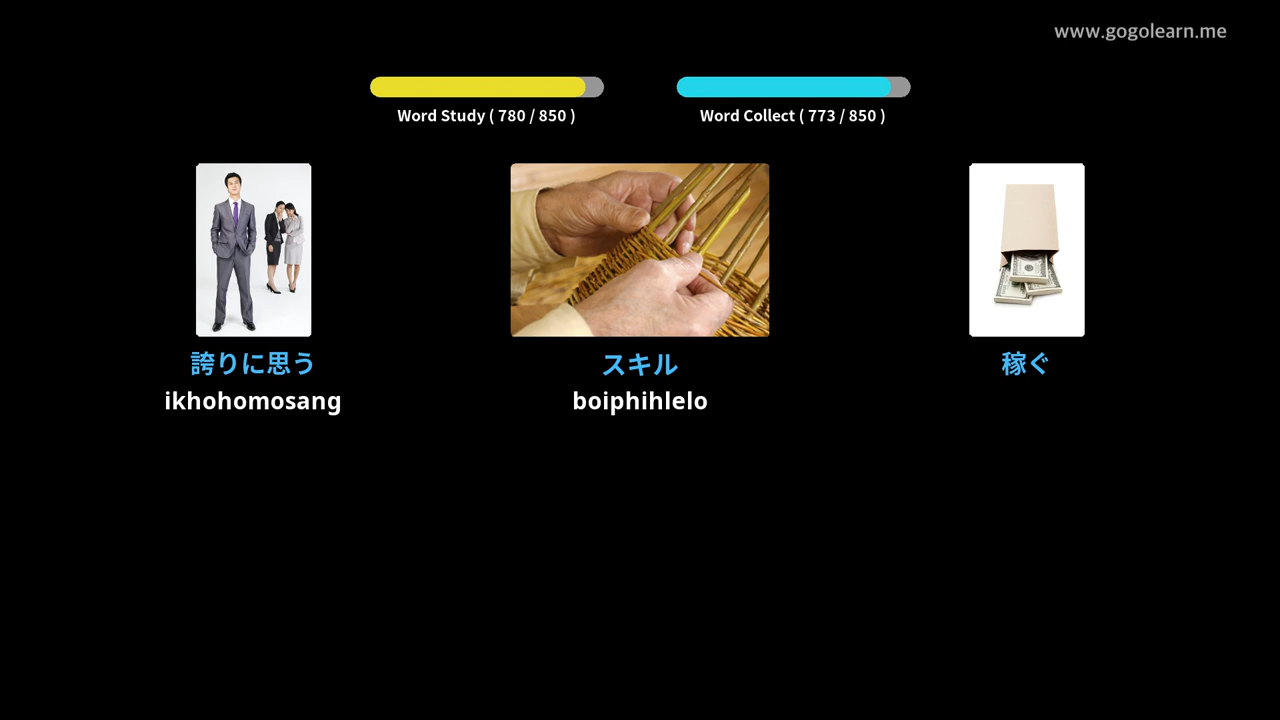 www.gogolearn.me
Word Study ( 780 / 850 )
Word Collect ( 773 / 850 )
誇りに思う
ikhohomosang
スキル
boiphihlelo
稼ぐ